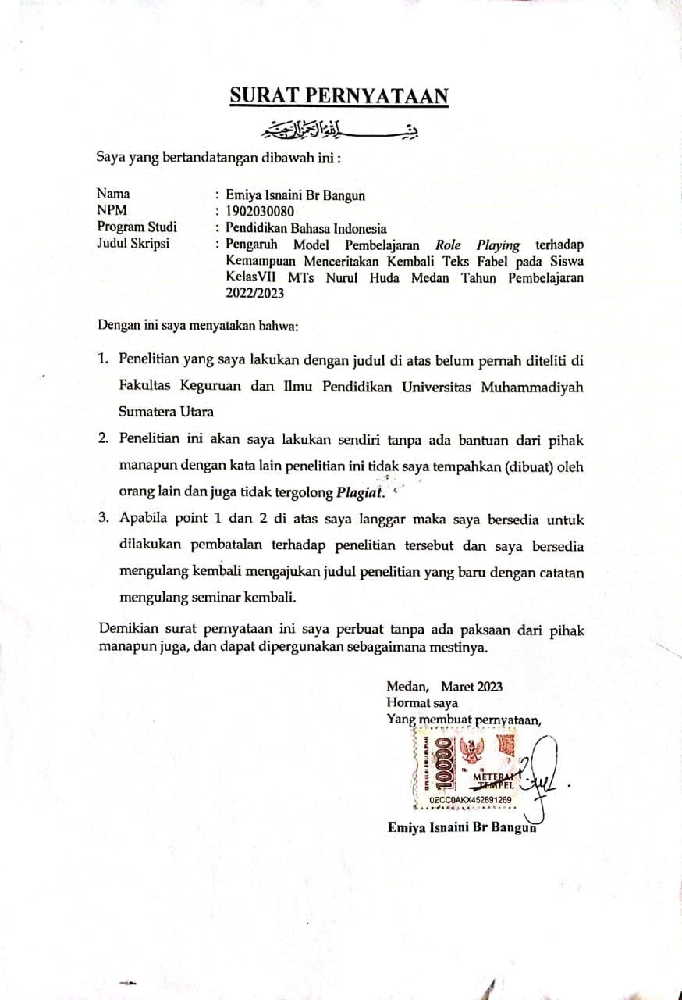 SURAT PERNYATAAN
بِسْمِ اللهِ الرَّحْمٰنِ الرَّحِيْمِ
Saya yang bertandatangan dibawah ini :
Nama : Emiya Isnaini Br Bangun
NPM : 1902030080
Program Studi : Pendidikan Bahasa Indonesia
Judul Skripsi : Pengaruh Model Pembelajaran Role Playing terhadap
Kemampuan Menceritakan Kembali Teks Fabel pada Siswa
KelasVII MTs Nurul Huda Medan Tahun Pembelajaran
2022/2023
Dengan ini saya menyatakan bahwa:
1. Penelitian yang saya lakukan dengan judul di atas belum pernah diteliti di
Fakultas Keguruan dan Ilmu Pendidikan Universitas Muhammadiyah
Sumatera Utara
2. Penelitian ini akan saya lakukan sendiri tanpa ada bantuan dari pihak
manapun dengan kata lain penelitian ini tidak saya tempahkan (dibuat) oleh
orang lain dan juga tidak tergolong Plagiat.
3. Apabila point 1 dan 2 di atas saya langgar maka saya bersedia untuk
dilakukan pembatalan terhadap penelitian tersebut dan saya bersedia
mengulang kembali mengajukan judul penelitian yang baru dengan catatan
mengulang seminar kembali.
Demikian surat pernyataan ini saya perbuat tanpa ada paksaan dari pihak
manapun juga, dan dapat dipergunakan sebagaimana mestinya.
Medan, Maret 2023
Hormat saya
Yang membuat pernyataan,
SEPULUH RIBU RUPIAH
10000
METERAI
TEMPEL
0ECC0AKX452891269
Emiya Isnaini Br Bangun